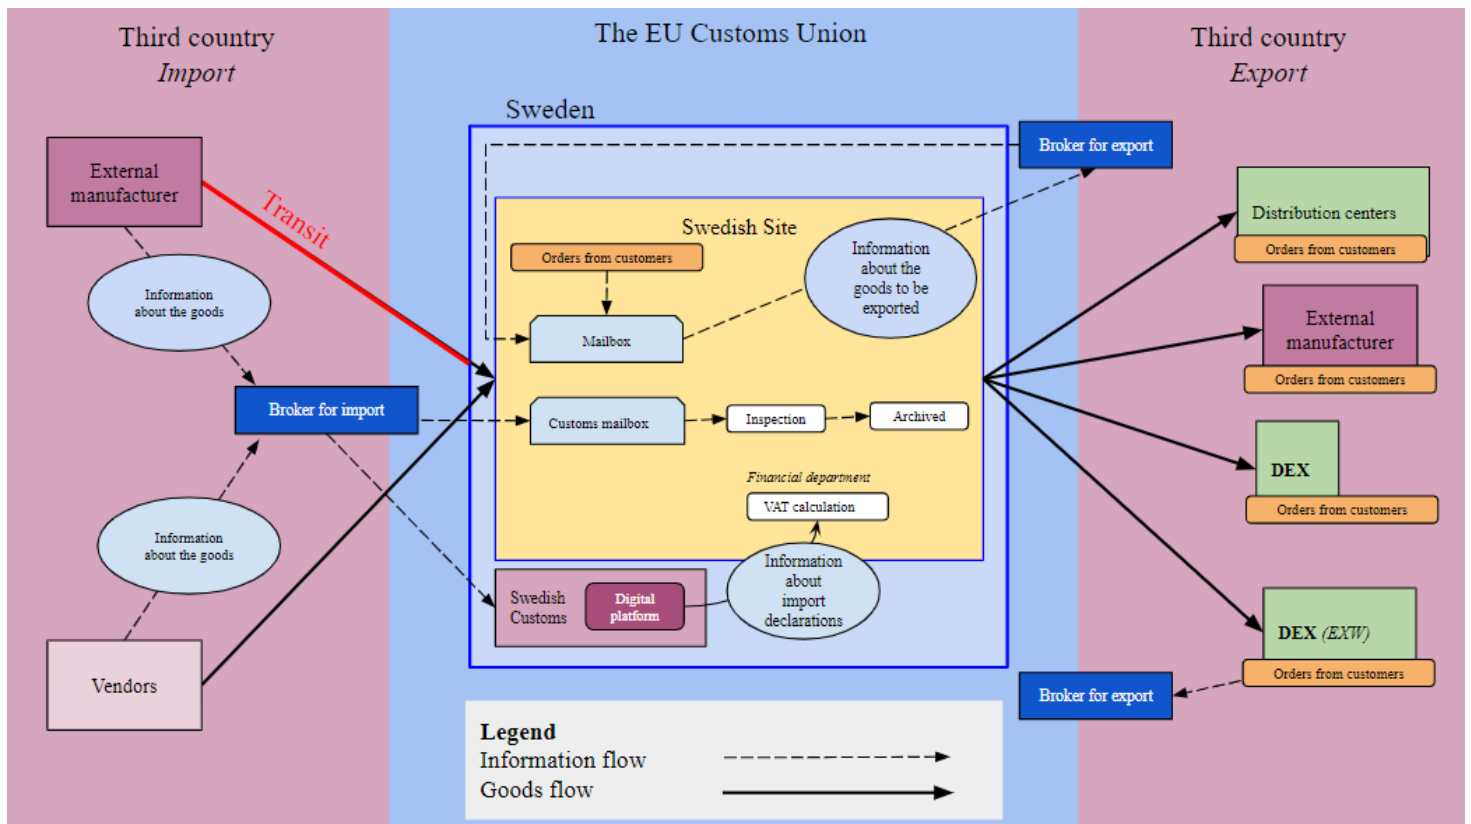 Third country
Import
The EU Customs Union
Third country
Export
Sweden
External
manufacturer
Transit
Information
about the goods
Broker for import
Information
about the goods
Vendors
Swedish Site
Orders from customers
Mailbox
Information
about the
goods to be
exported
Customs mailbox
Inspection
Archived
Financial department
VAT calculation
Swedish
Customs
Digital
platform
Information
about
import
declarations
Broker for export
Distribution centers
Orders from customers
External
manufacturer
Orders from customers
DEX
Orders from customers
DEX (EXW)
Orders from customers
Broker for export
Legend
Information flow
Goods flow